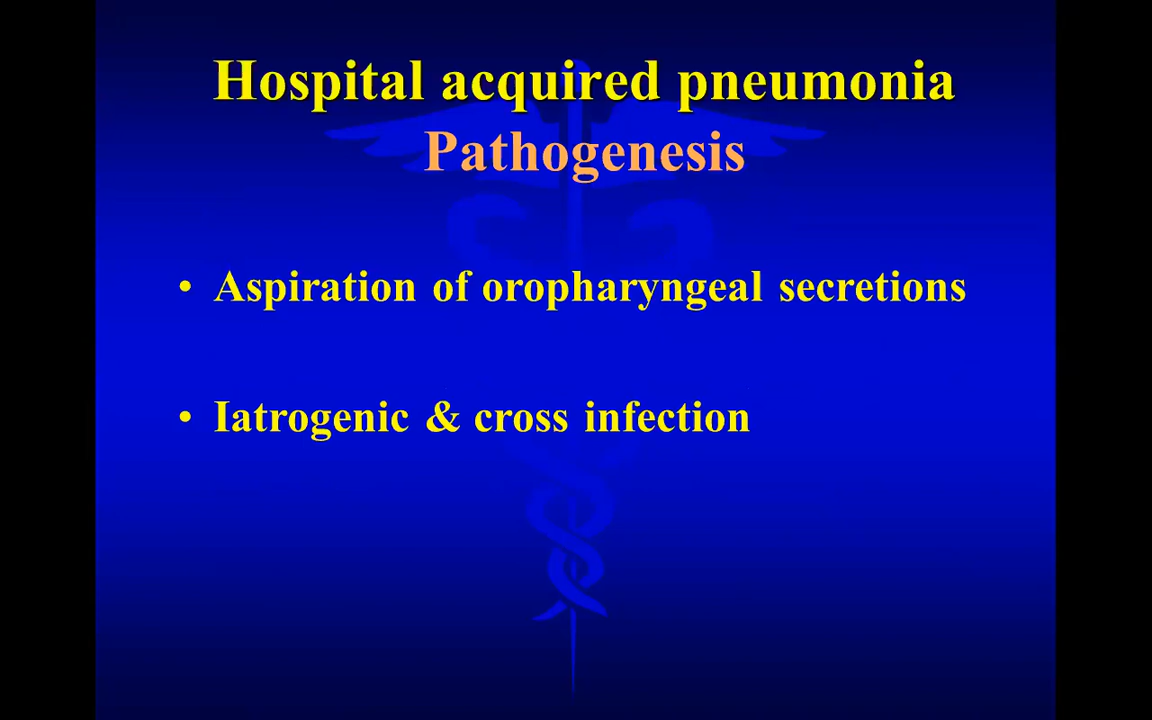 Hospital acquired pneumonia
Pathogenesis
• Aspiration of oropharyngeal secretions
• Iatrogenic & cross infection